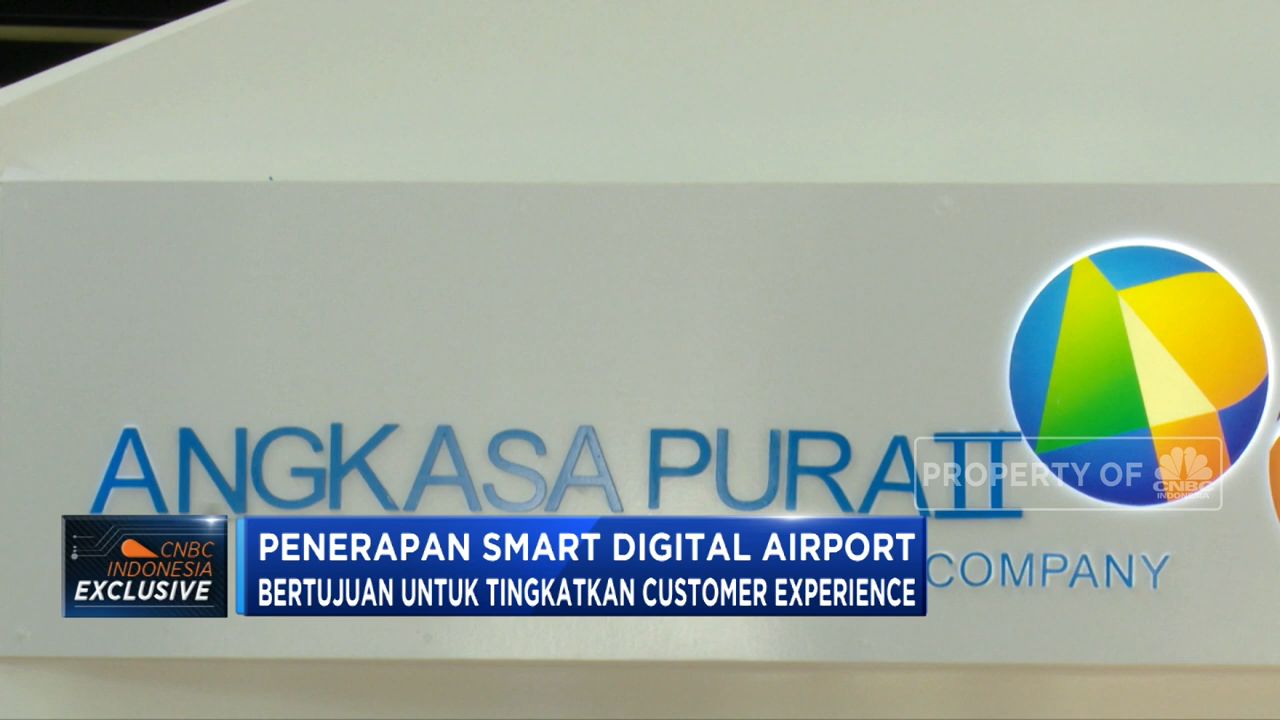 ANGKASA PURA II
PROPERTY OF CNBC INDONESIA
COMPANY
CNBC
INDONESIA
EXCLUSIVE
PENERAPAN SMART DIGITAL AIRPORT
BERTUJUAN UNTUK TINGKATKAN CUSTOMER EXPERIENCE